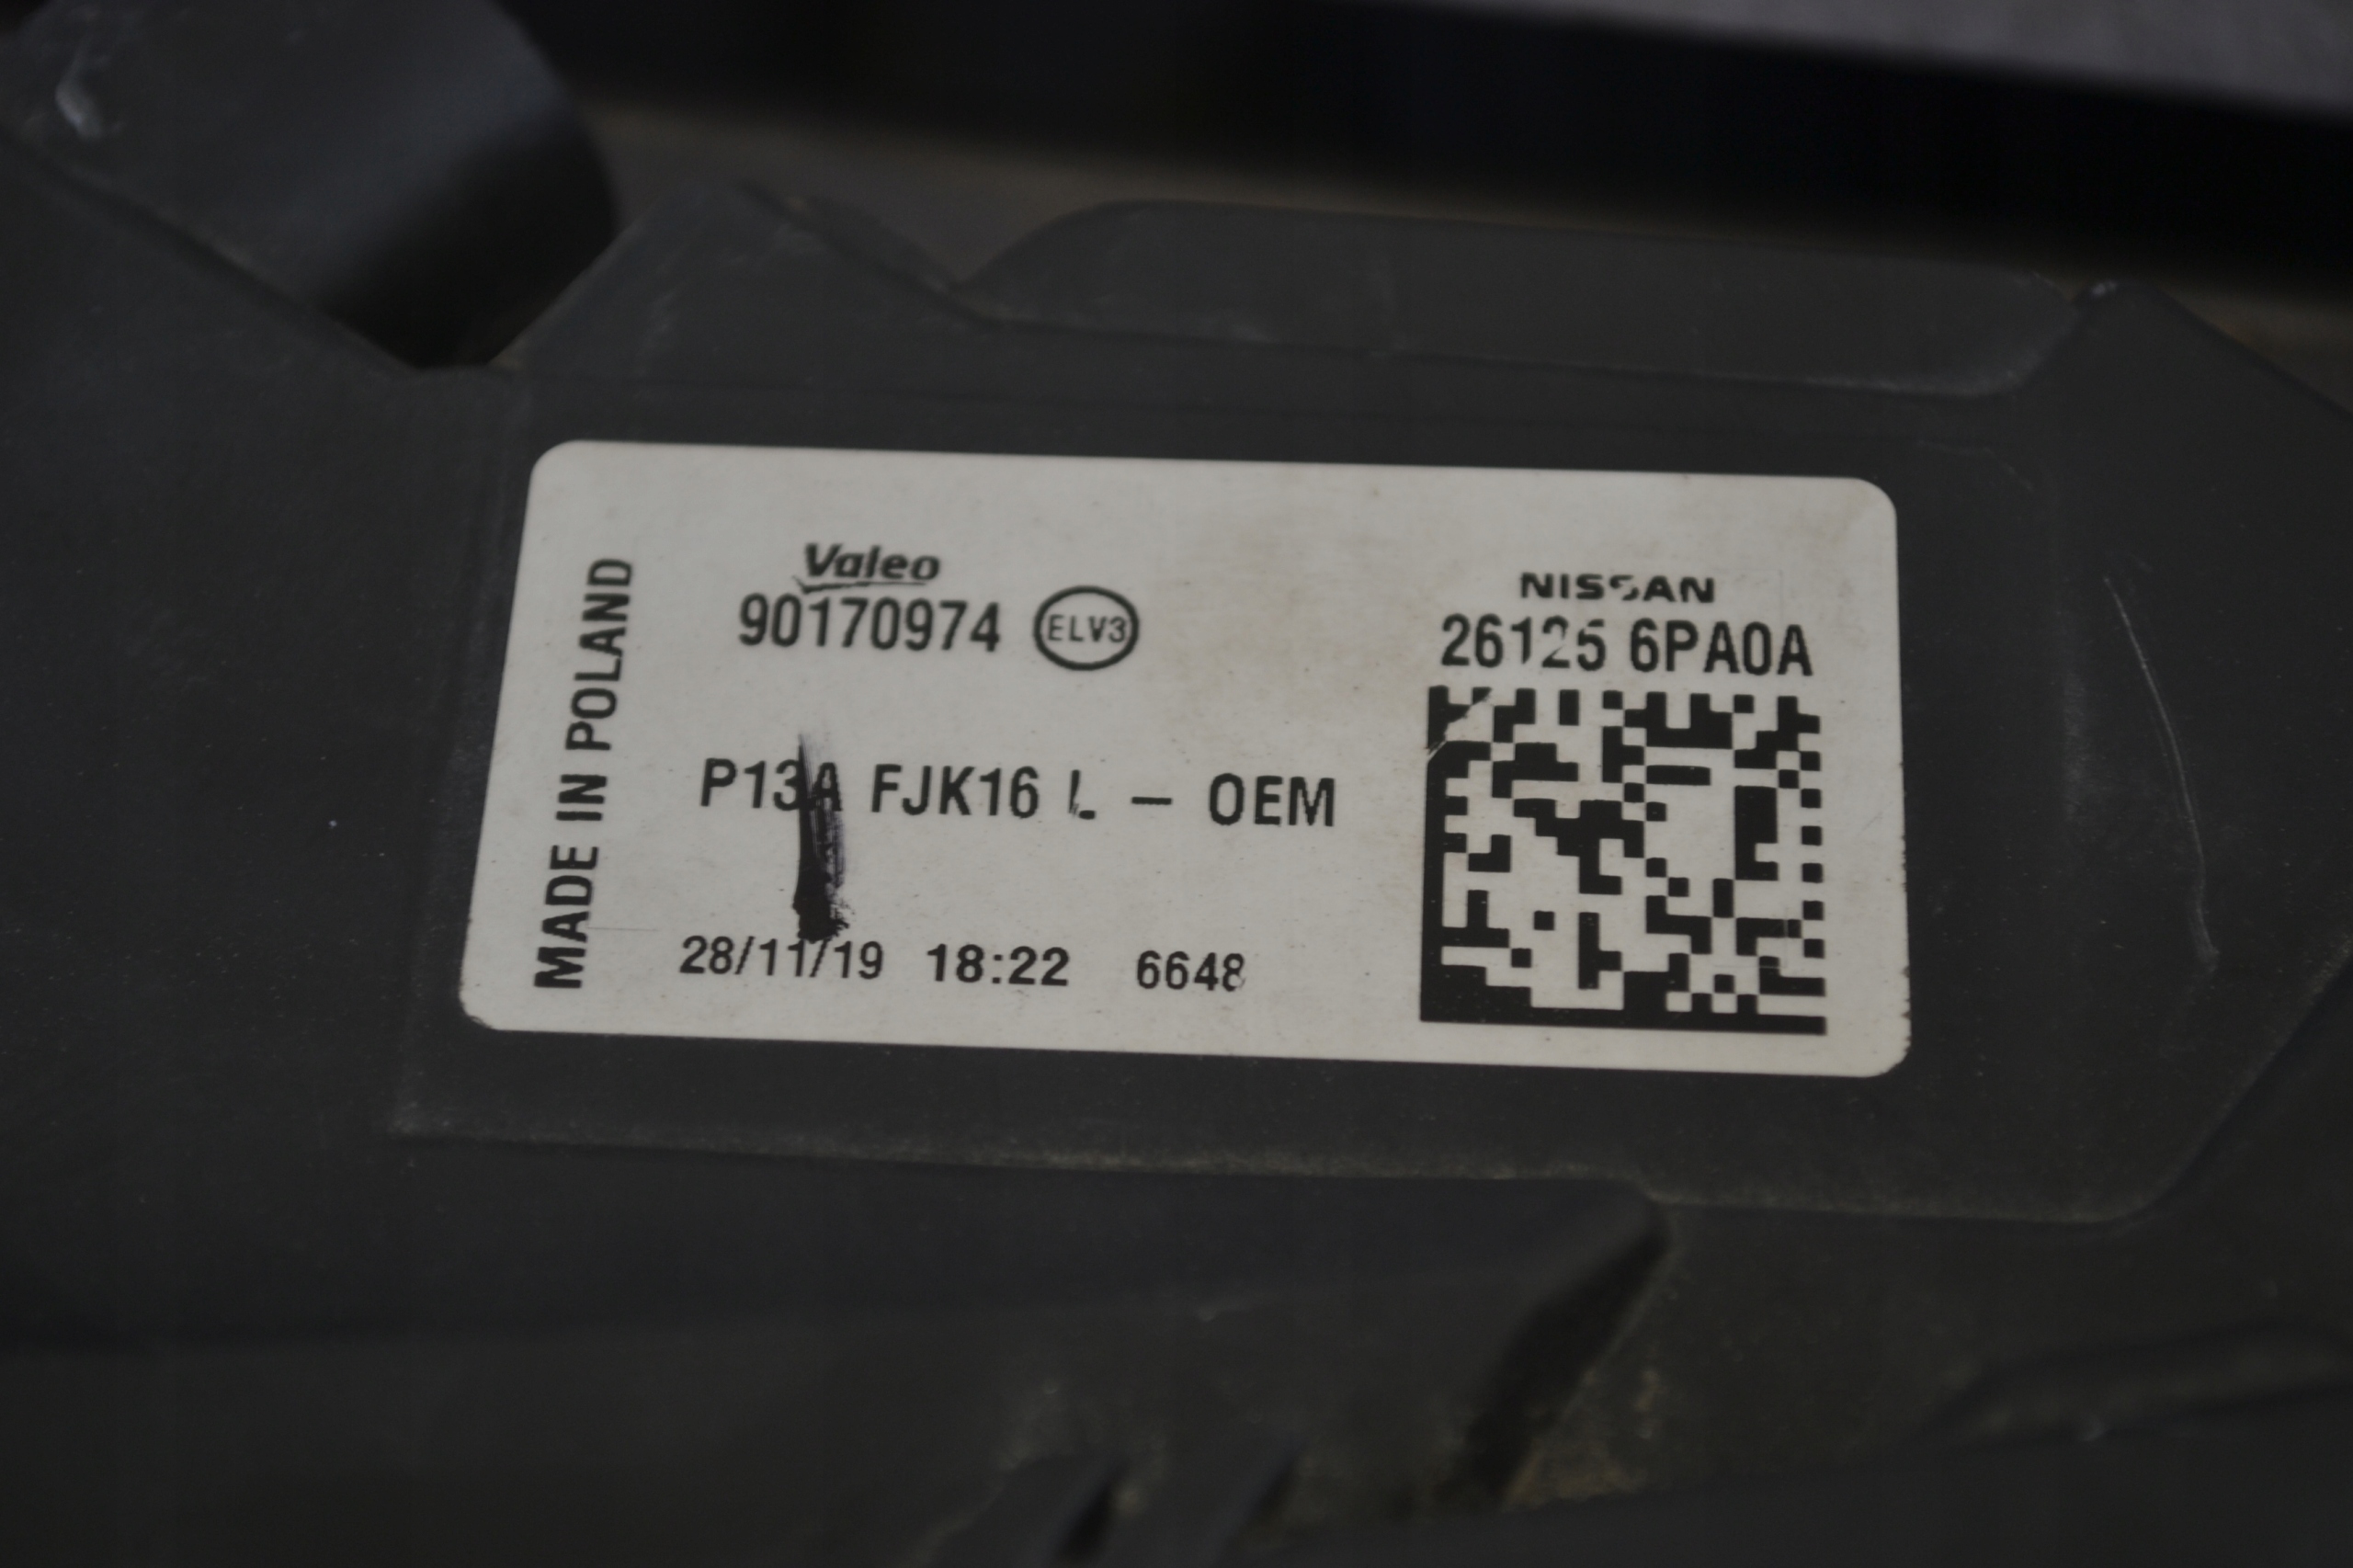 MADE IN POLAND
Valeo
90170974 ELV3
P13A FJK16 L - OEM
28/11/19 18:22 6648
NISSAN
26125 6PA0A